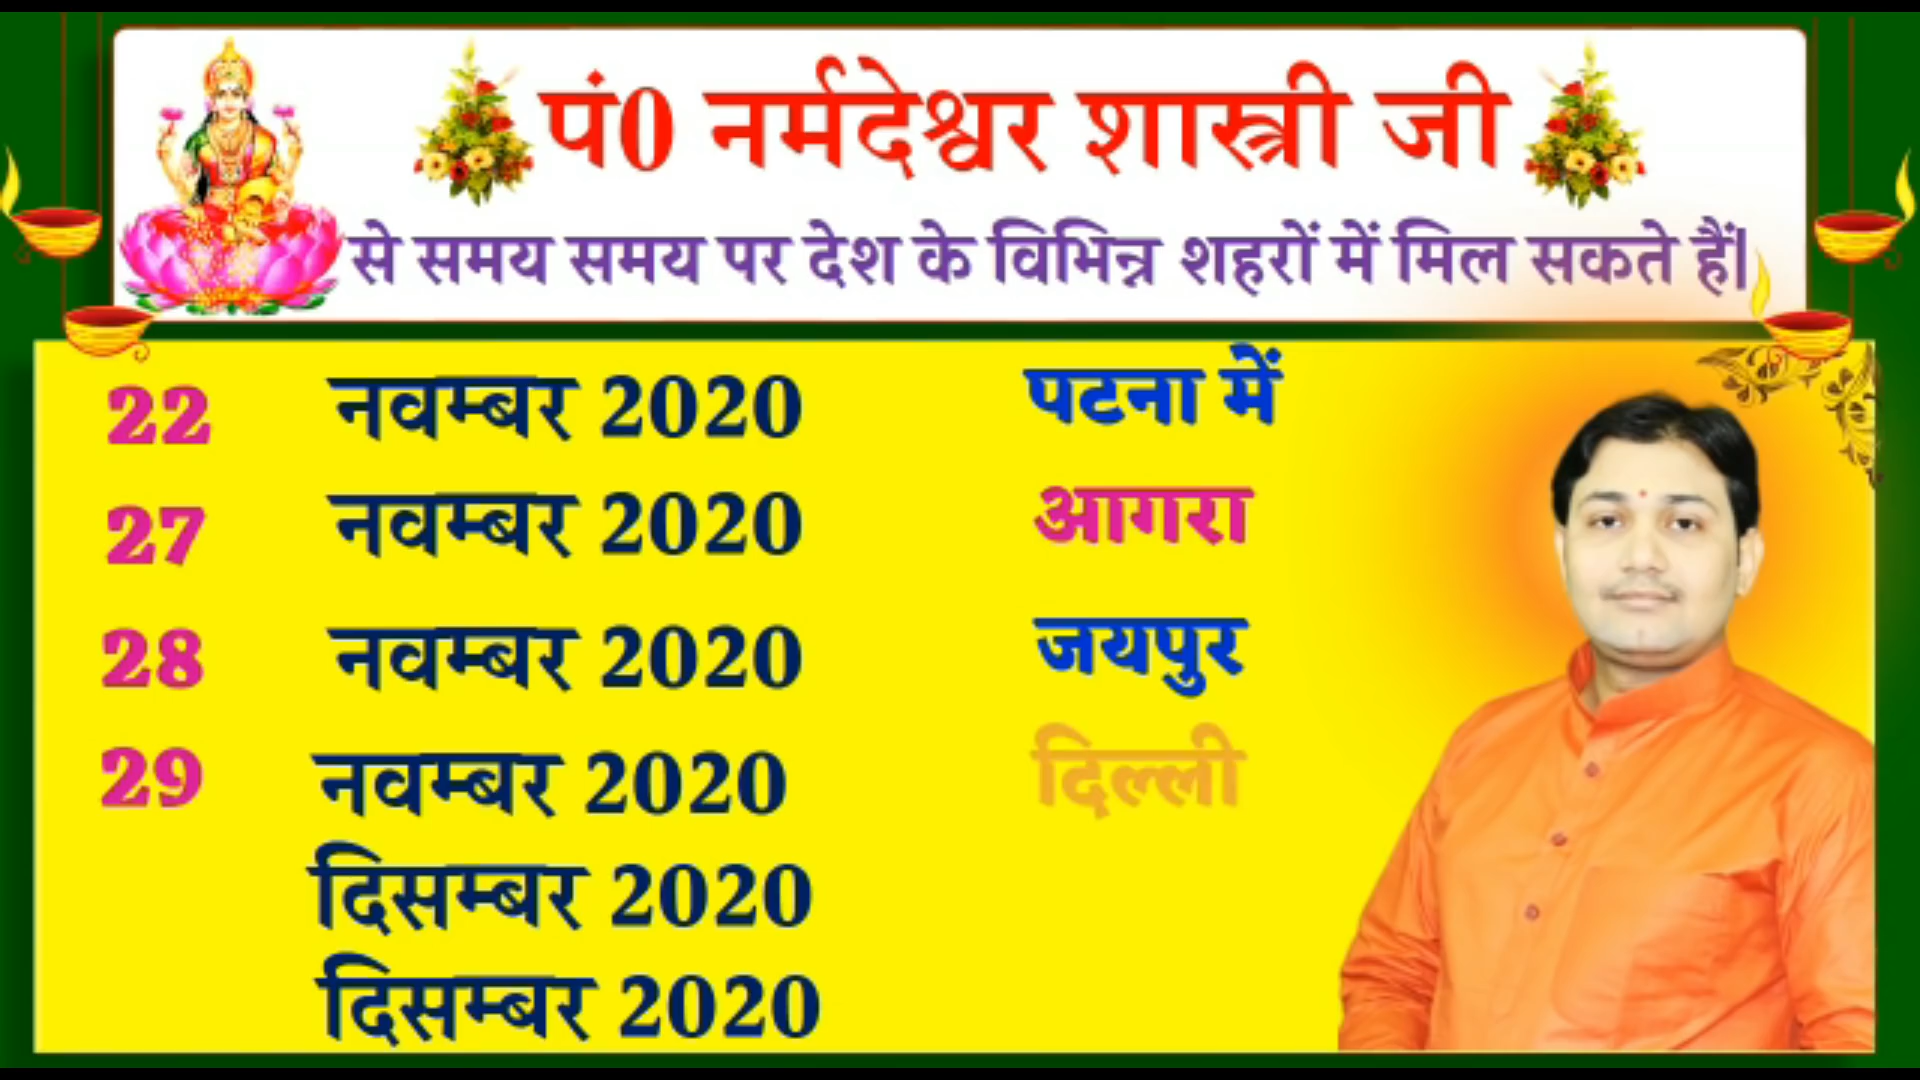 पं0 नर्मदेश्वर शास्त्री जी
से समय समय पर देश के विभिन्न शहरों में मिल सकते हैं|
22 नवम्बर 2020 पटना में
27 नवम्बर 2020 आगरा
28 नवम्बर 2020 जयपुर
29 नवम्बर 2020 दिल्ली
दिसम्बर 2020
दिसम्बर 2020